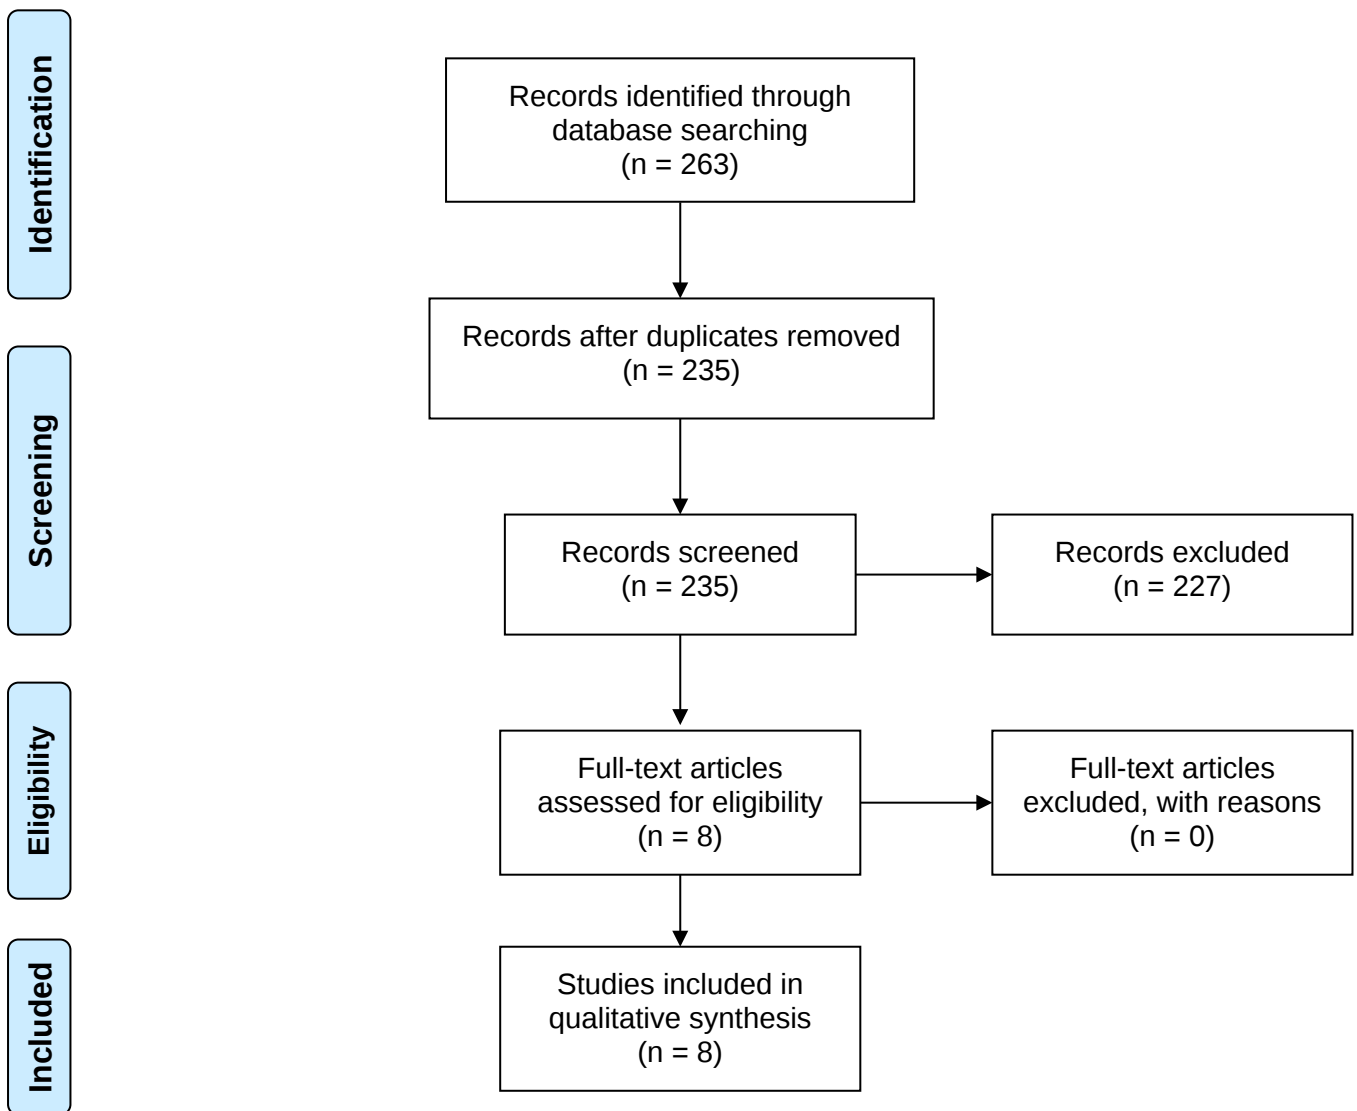 Identification
Records identified through
database searching
(n = 263)
Records after duplicates removed
(n = 235)
Screening
Records screened
(n = 235)
Records excluded
(n = 227)
Eligibility
Full-text articles
assessed for eligibility
(n = 8)
Full-text articles
excluded, with reasons
(n = 0)
Included
Studies included in
qualitative synthesis
(n = 8)